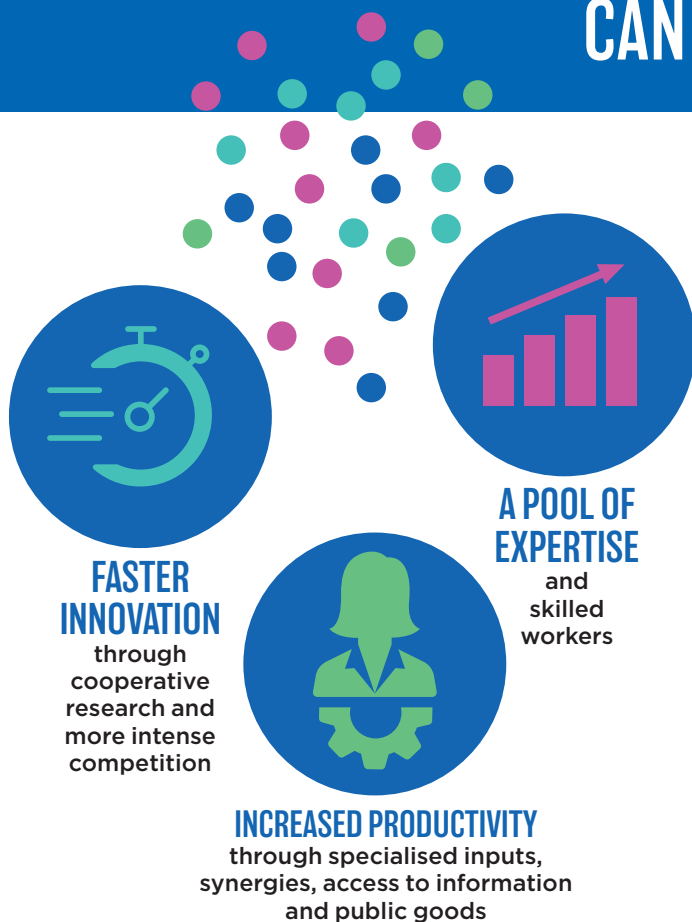 CAN
FASTER
INNOVATION
through
cooperative
research and
more intense
competition
A POOL OF
EXPERTISE
and
skilled
workers
INCREASED PRODUCTIVITY
through specialised inputs,
synergies, access to information
and public goods